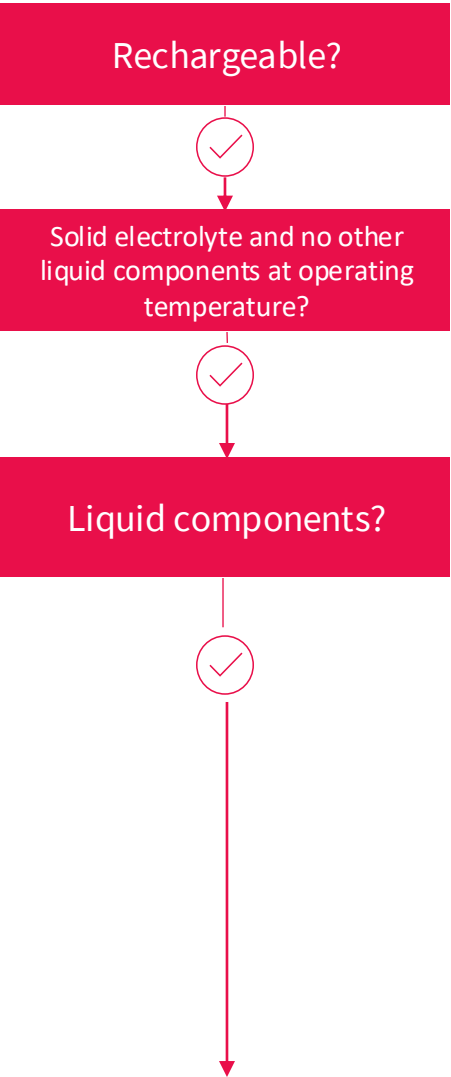 Rechargeable?
Solid electrolyte and no other
liquid components at operating
temperature?
Liquid components?